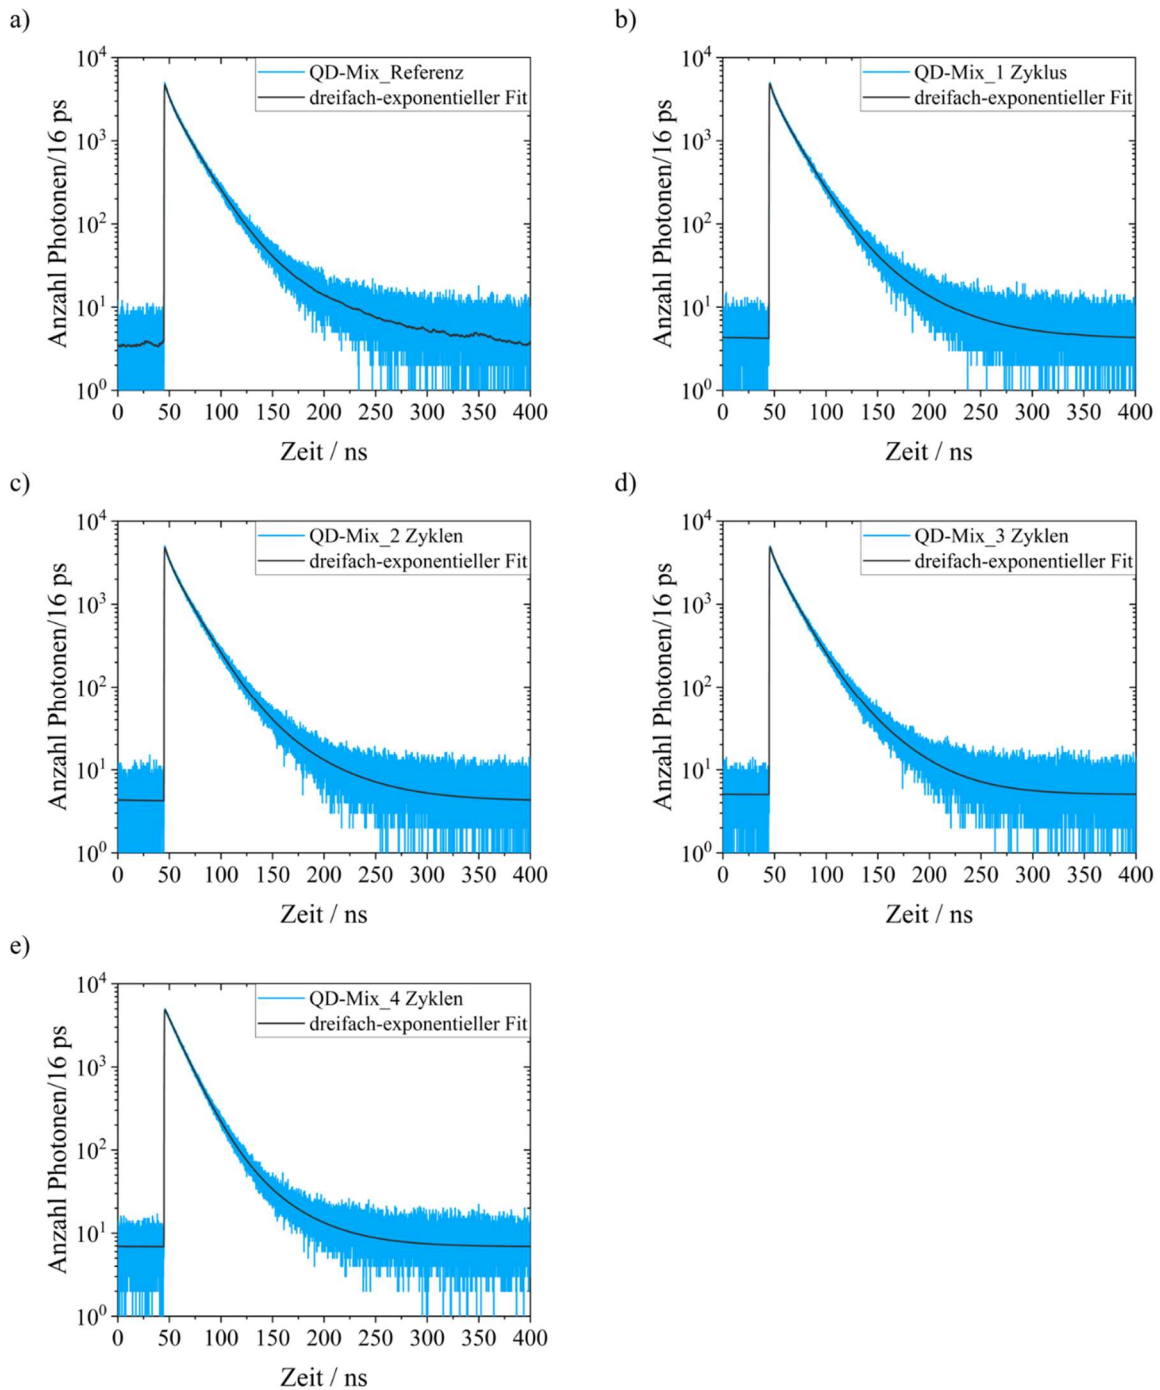 a)
10⁴
10³
10²
10¹
10⁰
Anzahl Photonen/16 ps
QD-Mix_Referenz
dreifach-exponentieller Fit
0 50 100 150 200 250 300 350 400
Zeit / ns
b)
10⁴
10³
10²
10¹
10⁰
Anzahl Photonen/16 ps
QD-Mix_1 Zyklus
dreifach-exponentieller Fit
0 50 100 150 200 250 300 350 400
Zeit / ns
c)
10⁴
10³
10²
10¹
10⁰
Anzahl Photonen/16 ps
QD-Mix_2 Zyklen
dreifach-exponentieller Fit
0 50 100 150 200 250 300 350 400
Zeit / ns
d)
10⁴
10³
10²
10¹
10⁰
Anzahl Photonen/16 ps
QD-Mix_3 Zyklen
dreifach-exponentieller Fit
0 50 100 150 200 250 300 350 400
Zeit / ns
e)
10⁴
10³
10²
10¹
10⁰
Anzahl Photonen/16 ps
QD-Mix_4 Zyklen
dreifach-exponentieller Fit
0 50 100 150 200 250 300 350 400
Zeit / ns